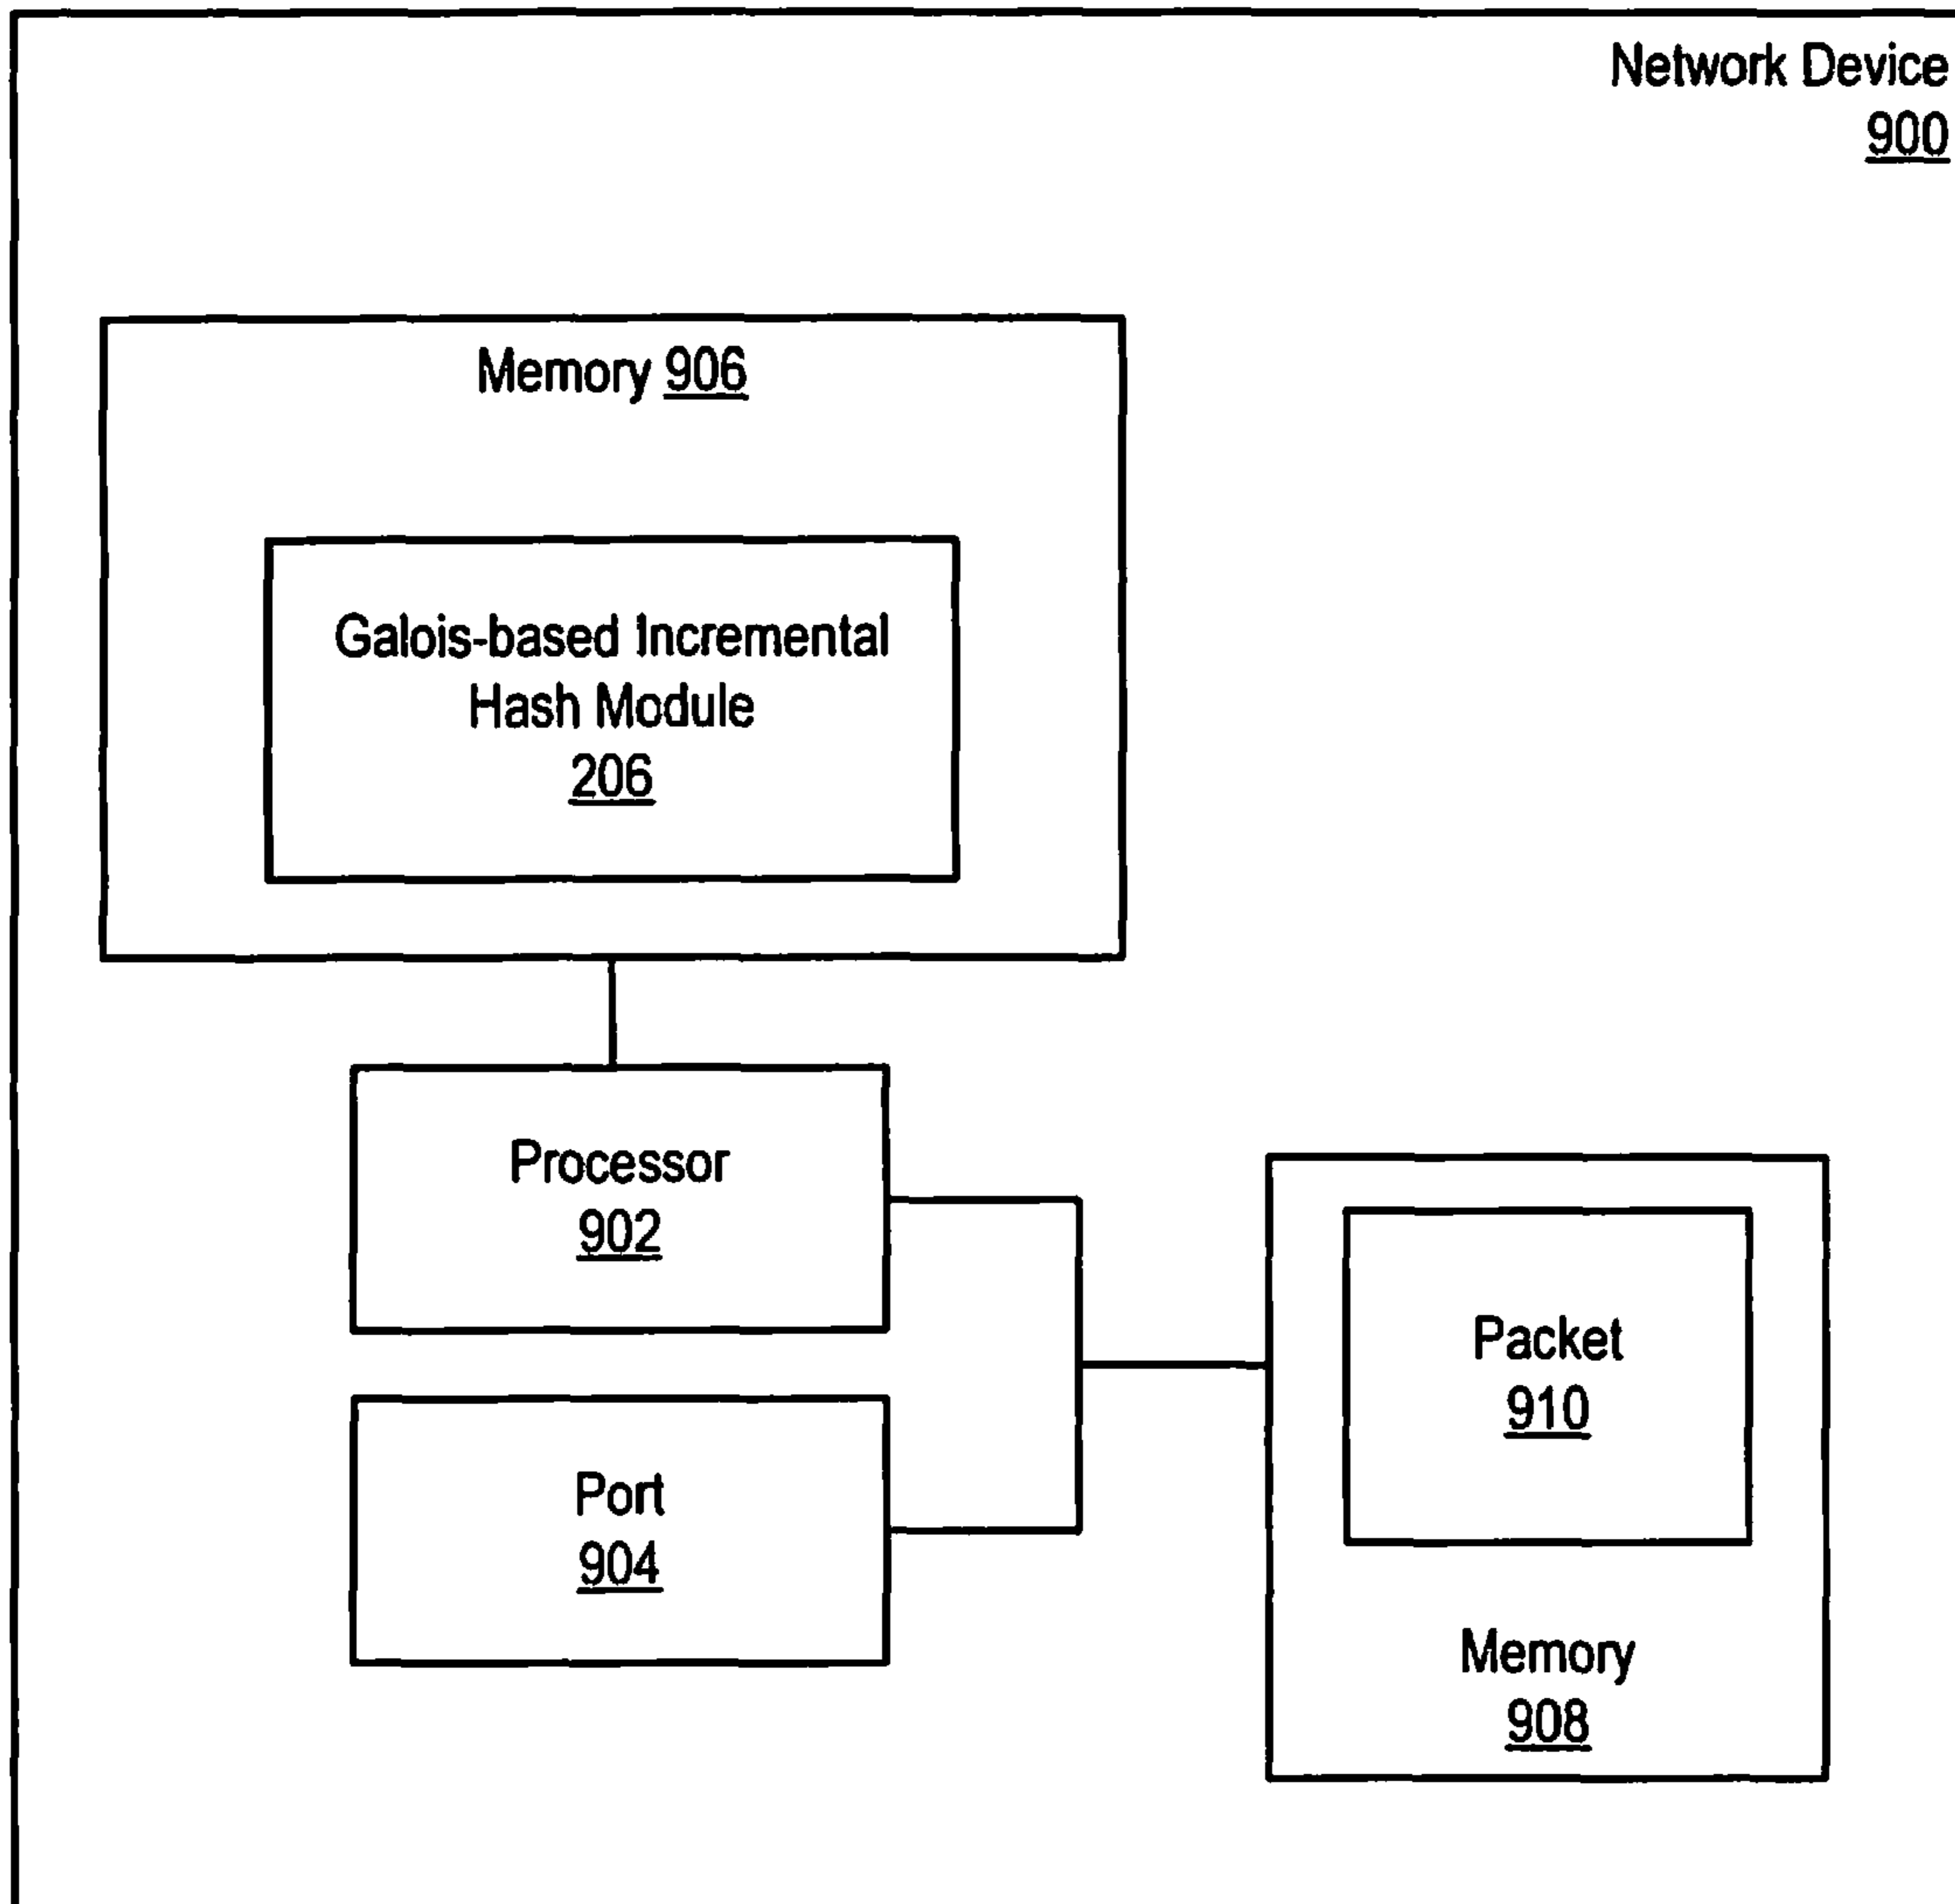 Network Device
900
Memory 906
Galois-based Incremental
Hash Module
206
Processor
902
Packet
910
Port
904
Memory
908